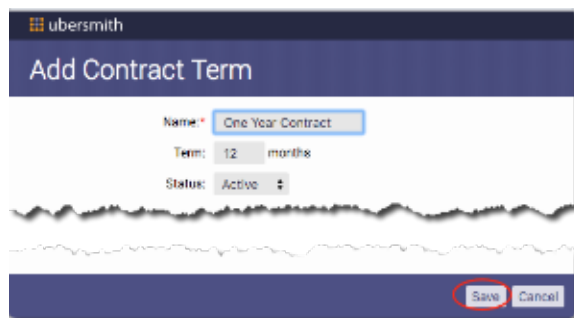 ubersmith
Add Contract Term
Name:* One Year Contract
Term: 12 months
Status: Active
Save Cancel